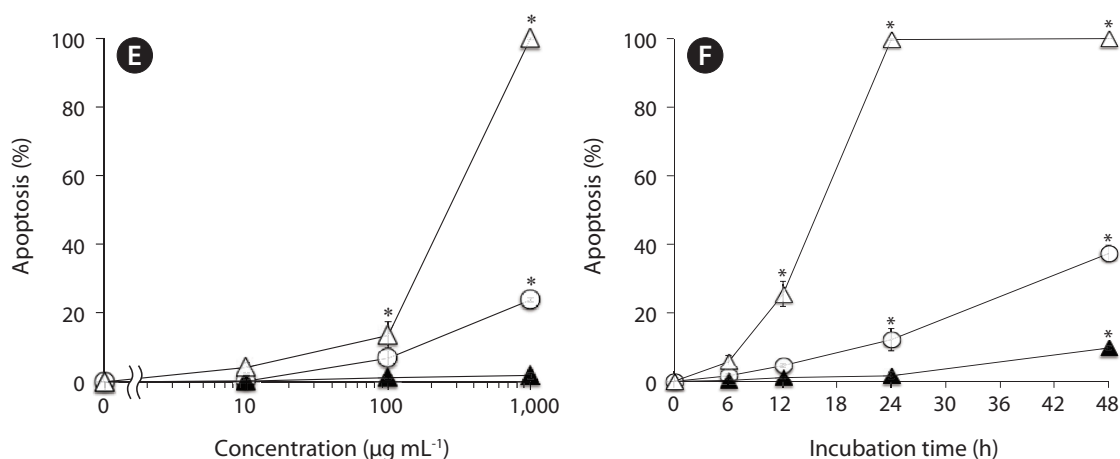 E
Apoptosis (%)
100
80
60
40
20
0
0 10 100 1,000
Concentration (µg mL⁻¹)
* * *
F
Apoptosis (%)
100
80
60
40
20
0
0 6 12 24 30 36 42 48
Incubation time (h)
* * * * * *